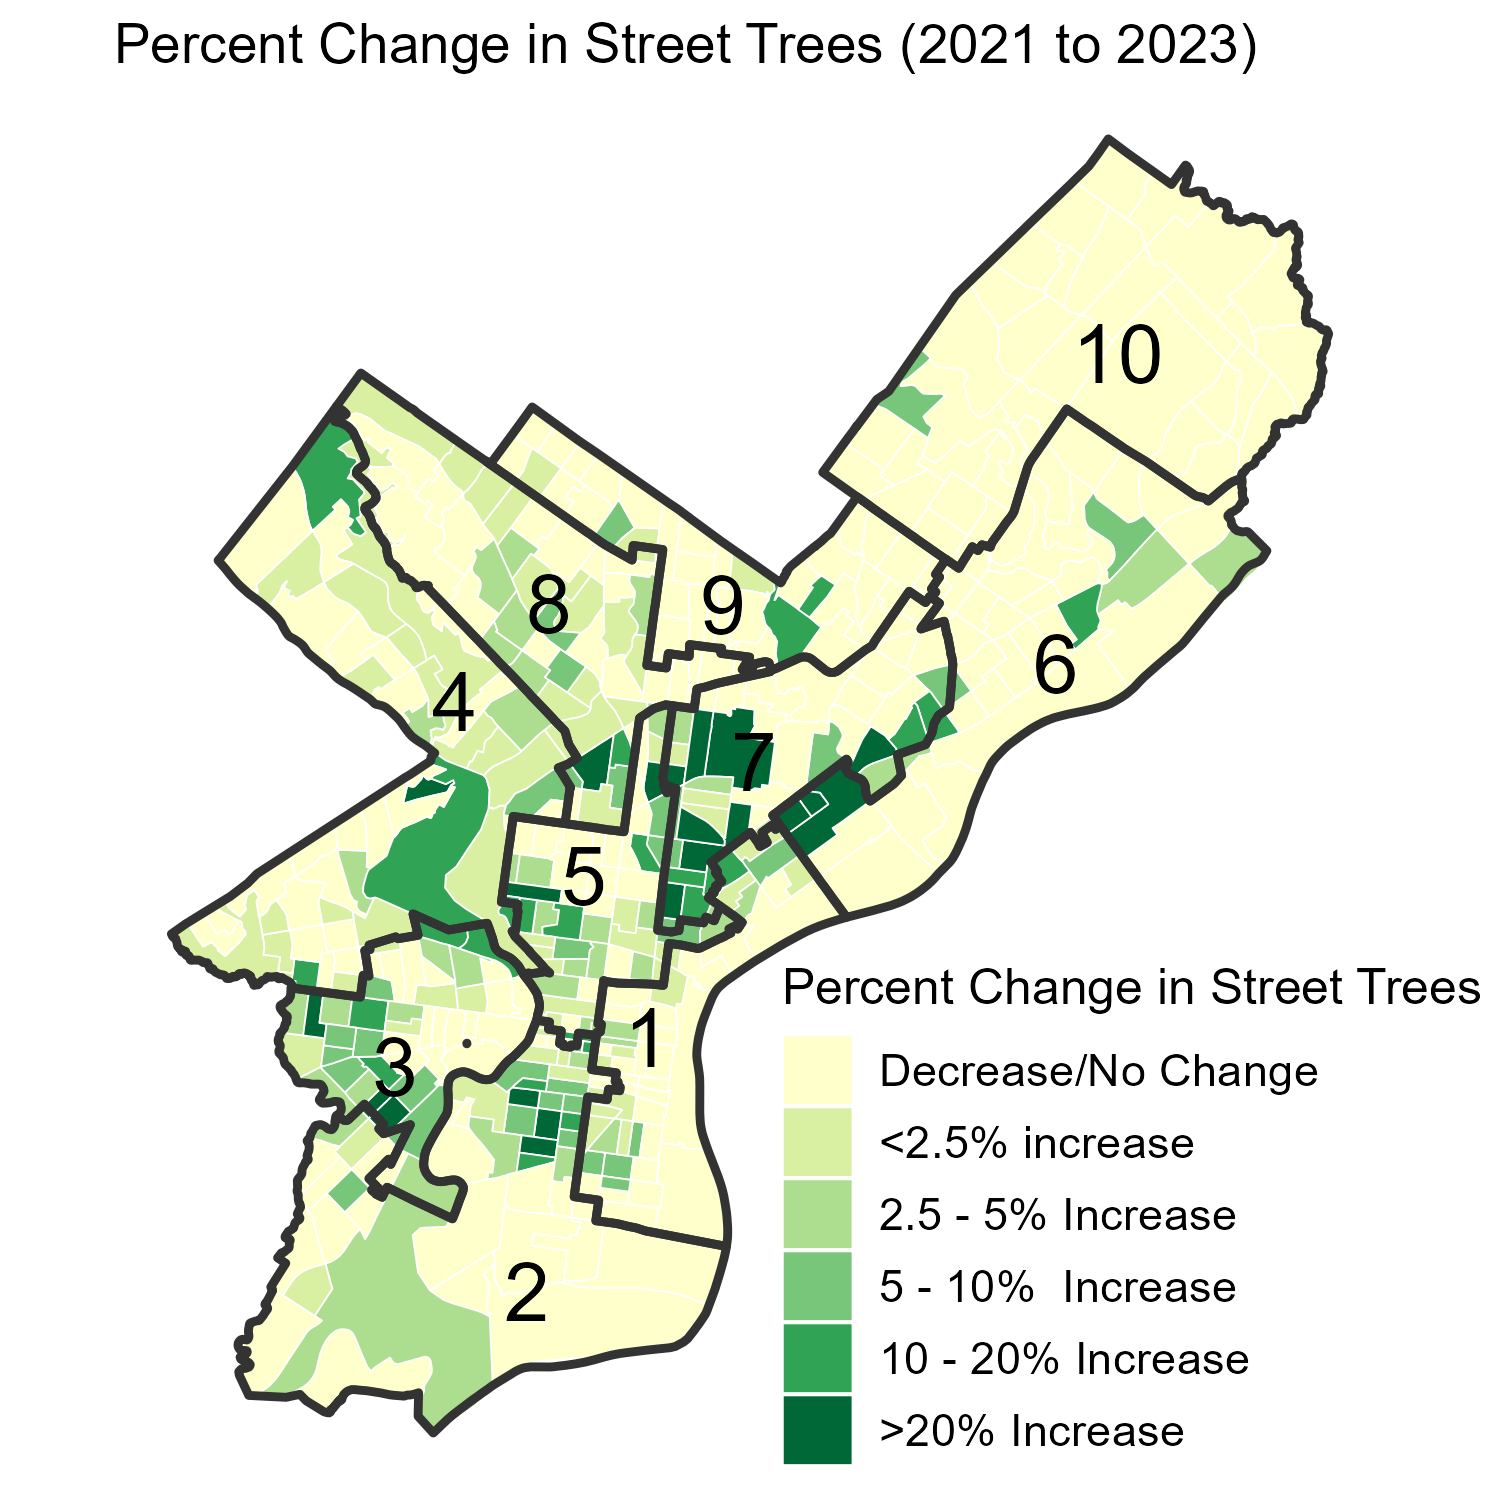 Percent Change in Street Trees (2021 to 2023)
10
8
9
6
4
7
5
1
3
2
Percent Change in Street Trees
Decrease/No Change
<2.5% increase
2.5 - 5% Increase
5 - 10%  Increase
10 - 20% Increase
>20% Increase